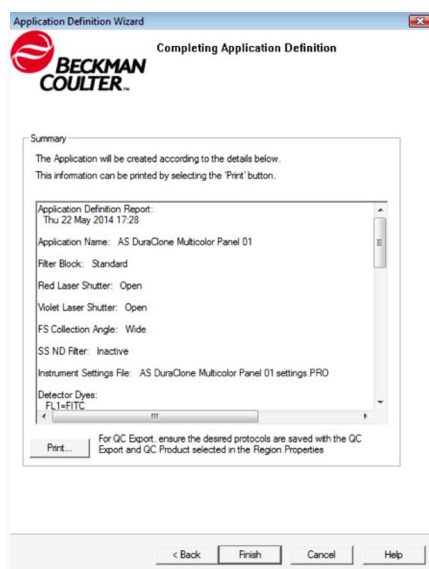 Application Definition Wizard
BECKMAN
COULTER™
Completing Application Definition
Summary
The Application will be created according to the details below.
This information can be printed by selecting the 'Print' button.
Application Definition Report:
Thu 22 May 2014 17:28
Application Name: AS DuraClone Multicolor Panel 01
Filter Block: Standard
Red Laser Shutter: Open
Violet Laser Shutter: Open
FS Collection Angle: Wide
SS ND Filter: Inactive
Instrument Settings File: AS DuraClone Multicolor Panel 01 settings.PRO
Detector Dyes:
FL1=FITC
Print...
For QC Export, ensure the desired protocols are saved with the QC
Export and QC Product selected in the Region Properties
< Back Finish Cancel Help